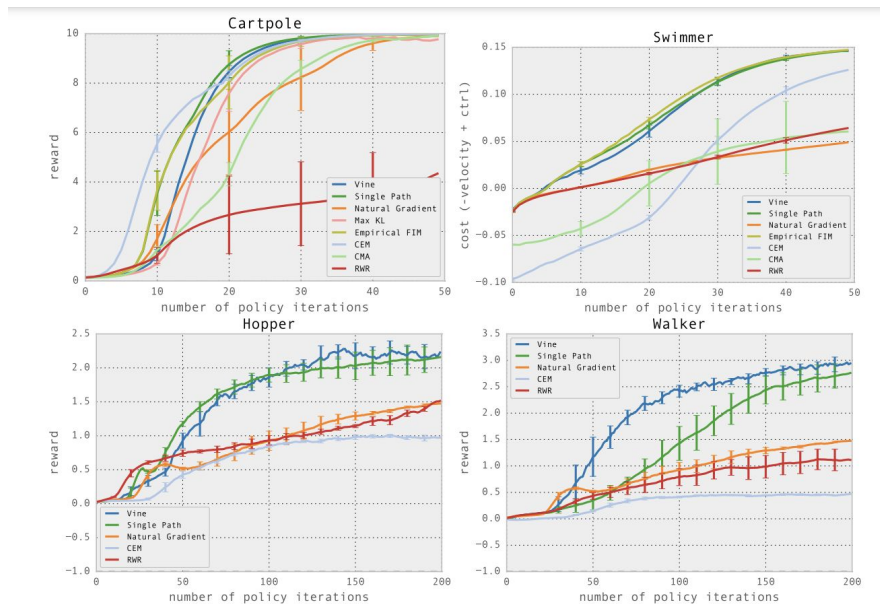 Cartpole
10
8
6
4
2
0
reward
0
10
20
30
40
50
number of policy iterations
Vine
Single Path
Natural Gradient
Max KL
Empirical FIM
CEM
CMA
RWR
Swimmer
0.15
0.10
0.05
0.00
−0.05
−0.10
cost (-velocity + ctrl)
0
10
20
30
40
50
number of policy iterations
Vine
Single Path
Natural Gradient
Empirical FIM
CEM
CMA
RWR
Hopper
2.5
2.0
1.5
1.0
0.5
0.0
−0.5
−1.0
reward
0
50
100
150
200
number of policy iterations
Vine
Single Path
Natural Gradient
CEM
RWR
Walker
3.5
3.0
2.5
2.0
1.5
1.0
0.5
0.0
−0.5
−1.0
reward
0
50
100
150
200
number of policy iterations
Vine
Single Path
Natural Gradient
CEM
RWR